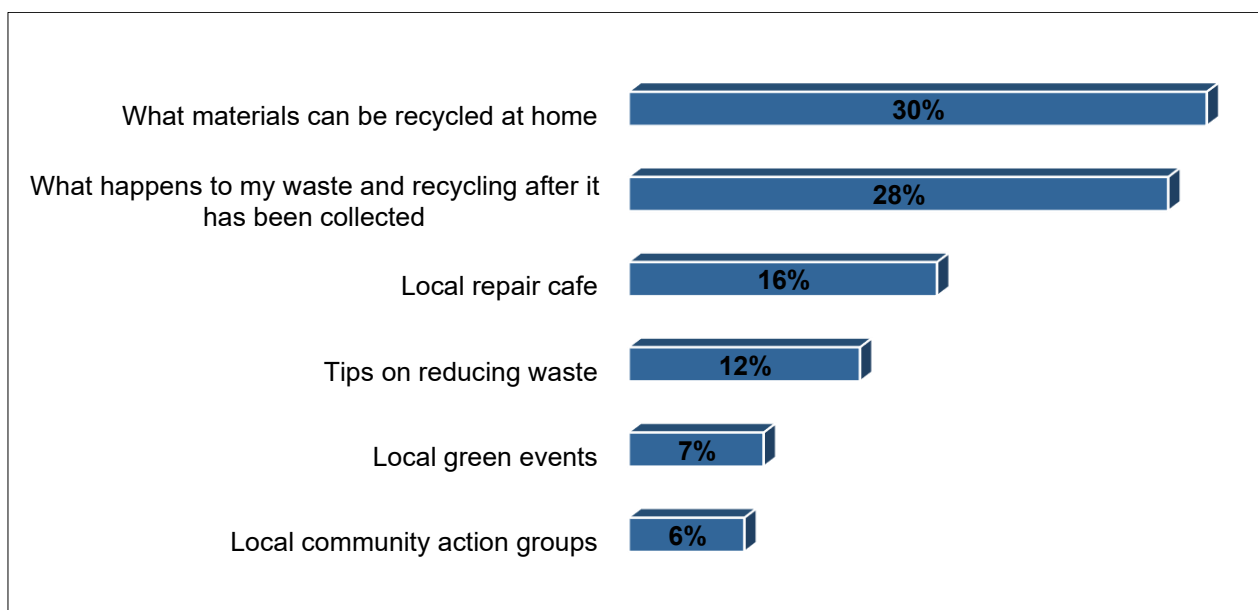 What materials can be recycled at home
30%
What happens to my waste and recycling after it
has been collected
28%
Local repair cafe
16%
Tips on reducing waste
12%
Local green events
7%
Local community action groups
6%